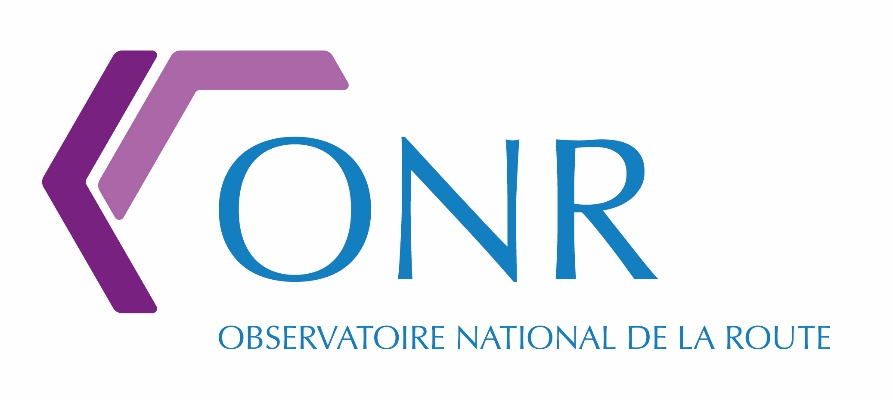 ONR
OBSERVATOIRE NATIONAL DE LA ROUTE